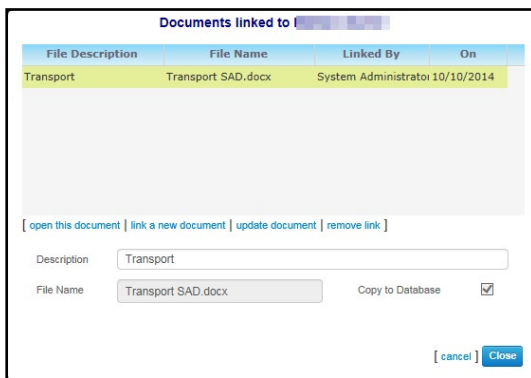 Documents linked to
File Description File Name Linked By On
Transport Transport SAD.docx System Administrator 10/10/2014
[ open this document | link a new document | update document | remove link ]
Description Transport
File Name Transport SAD.docx Copy to Database
[ cancel ] Close